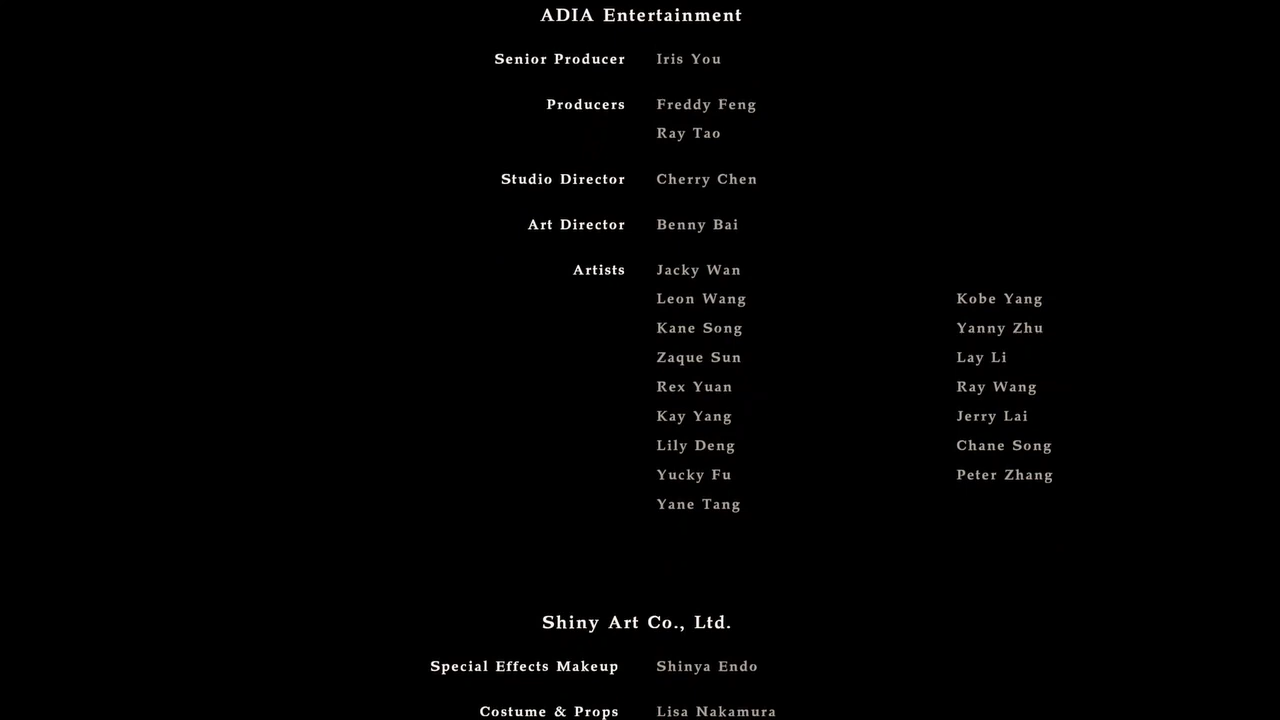 ADIA Entertainment
Senior Producer Iris You
Producers Freddy Feng
Ray Tao
Studio Director Cherry Chen
Art Director Benny Bai
Artists Jacky Wan
Leon Wang Kobe Yang
Kane Song Yanny Zhu
Zaque Sun Lay Li
Rex Yuan Ray Wang
Kay Yang Jerry Lai
Lily Deng Chane Song
Yucky Fu Peter Zhang
Yane Tang
Shiny Art Co., Ltd.
Special Effects Makeup Shinya Endo
Costume & Props Lisa Nakamura